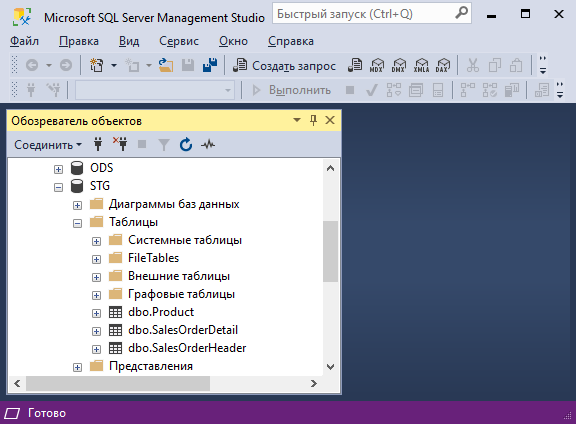 Microsoft SQL Server Management Studio
Быстрый запуск (Ctrl+Q)
Файл Правка Вид Сервис Окно Справка
Создать запрос MDX DMX XMLA DAX
Выполнить
Обозреватель объектов
Соединить
ODS
STG
Диаграммы баз данных
Таблицы
Системные таблицы
FileTables
Внешние таблицы
Графовые таблицы
dbo.Product
dbo.SalesOrderDetail
dbo.SalesOrderHeader
Представления
Готово